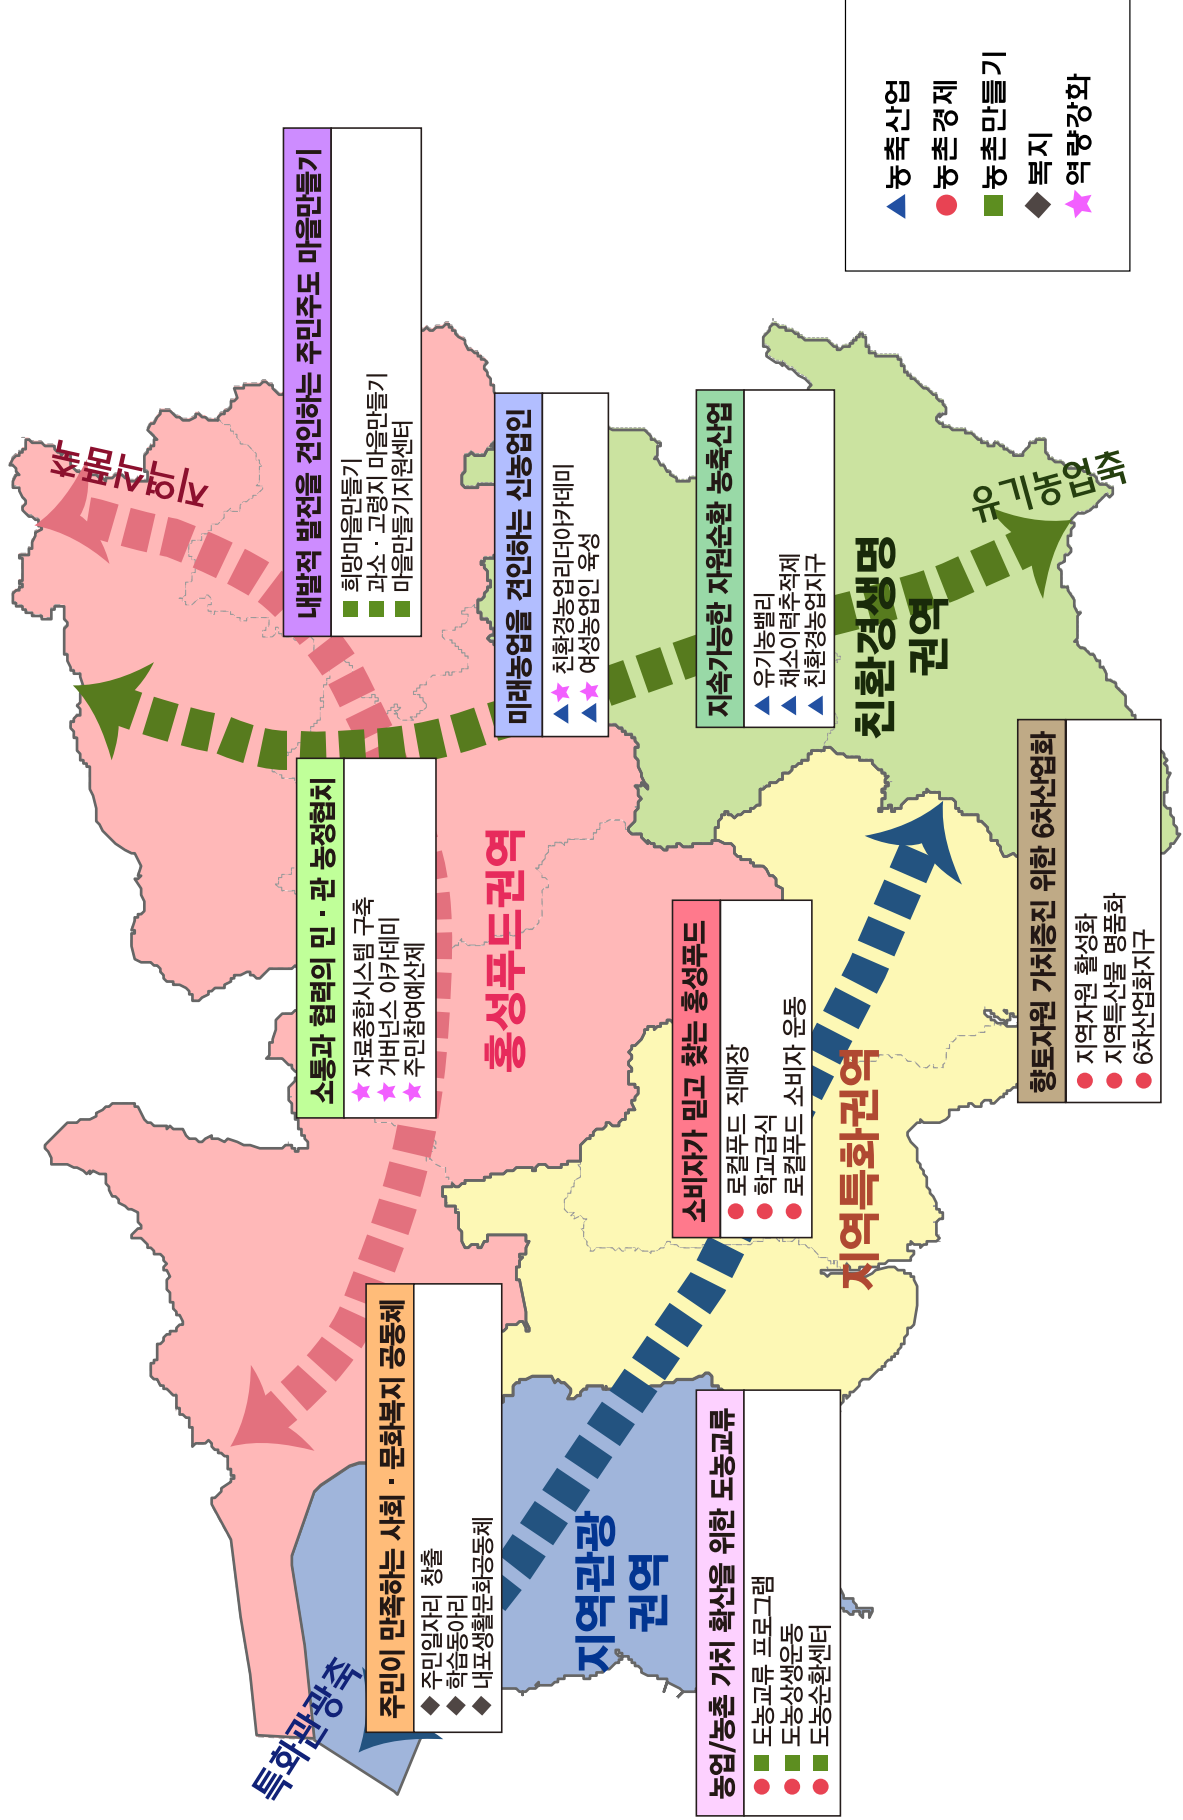 특화관광축
주민이 만족하는 사회 · 문화복지 공동체
주민일자리 창출
학습동아리
내포생활문화공동체
지역관광
권역
농업/농촌 가치 확산을 위한 도농교류
도농교류 프로그램
도농상생운동
도농순환센터
소통과 협력의 민 · 관 농정협치
자료종합시스템 구축
거버넌스 아카데미
주민참여예산제
홍성푸드권역
소비자가 믿고 찾는 홍성푸드
로컬푸드 직매장
학교급식
로컬푸드 소비자 운동
지역특화권역
향토자원 가치증진 위한 6차산업화
지역자원 활성화
지역특산물 명품화
6차산업화지구
지역식품축
내발적 발전을 견인하는 주민주도 마을만들기
희망마을만들기
과소 · 고령지 마을만들기
마을만들기지원센터
미래농업을 견인하는 신농업인
친환경농업리더아카데미
여성농업인 육성
지속가능한 자원순환 농축산업
유기농밸리
채소이력추적제
친환경농업지구
친환경생명
권역
유기농업축
농축산업
농촌경제
농촌만들기
복지
역량강화